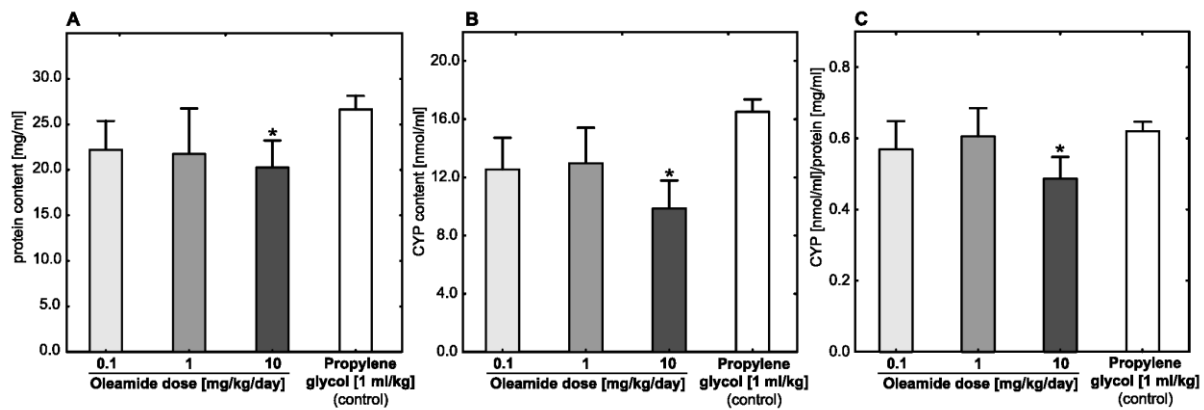 A
protein content [mg/ml]
30.0
25.0
20.0
15.0
10.0
5.0
0.0
*
0.1 1 10 Propylene
Oleamide dose [mg/kg/day] glycol [1 ml/kg]
(control)
B
CYP content [nmol/ml]
20.0
16.0
12.0
8.0
4.0
0.0
*
0.1 1 10 Propylene
Oleamide dose [mg/kg/day] glycol [1 ml/kg]
(control)
C
CYP [nmol/ml]/protein [mg/ml]
0.8
0.6
0.4
0.2
0.0
*
0.1 1 10 Propylene
Oleamide dose [mg/kg/day] glycol [1 ml/kg]
(control)